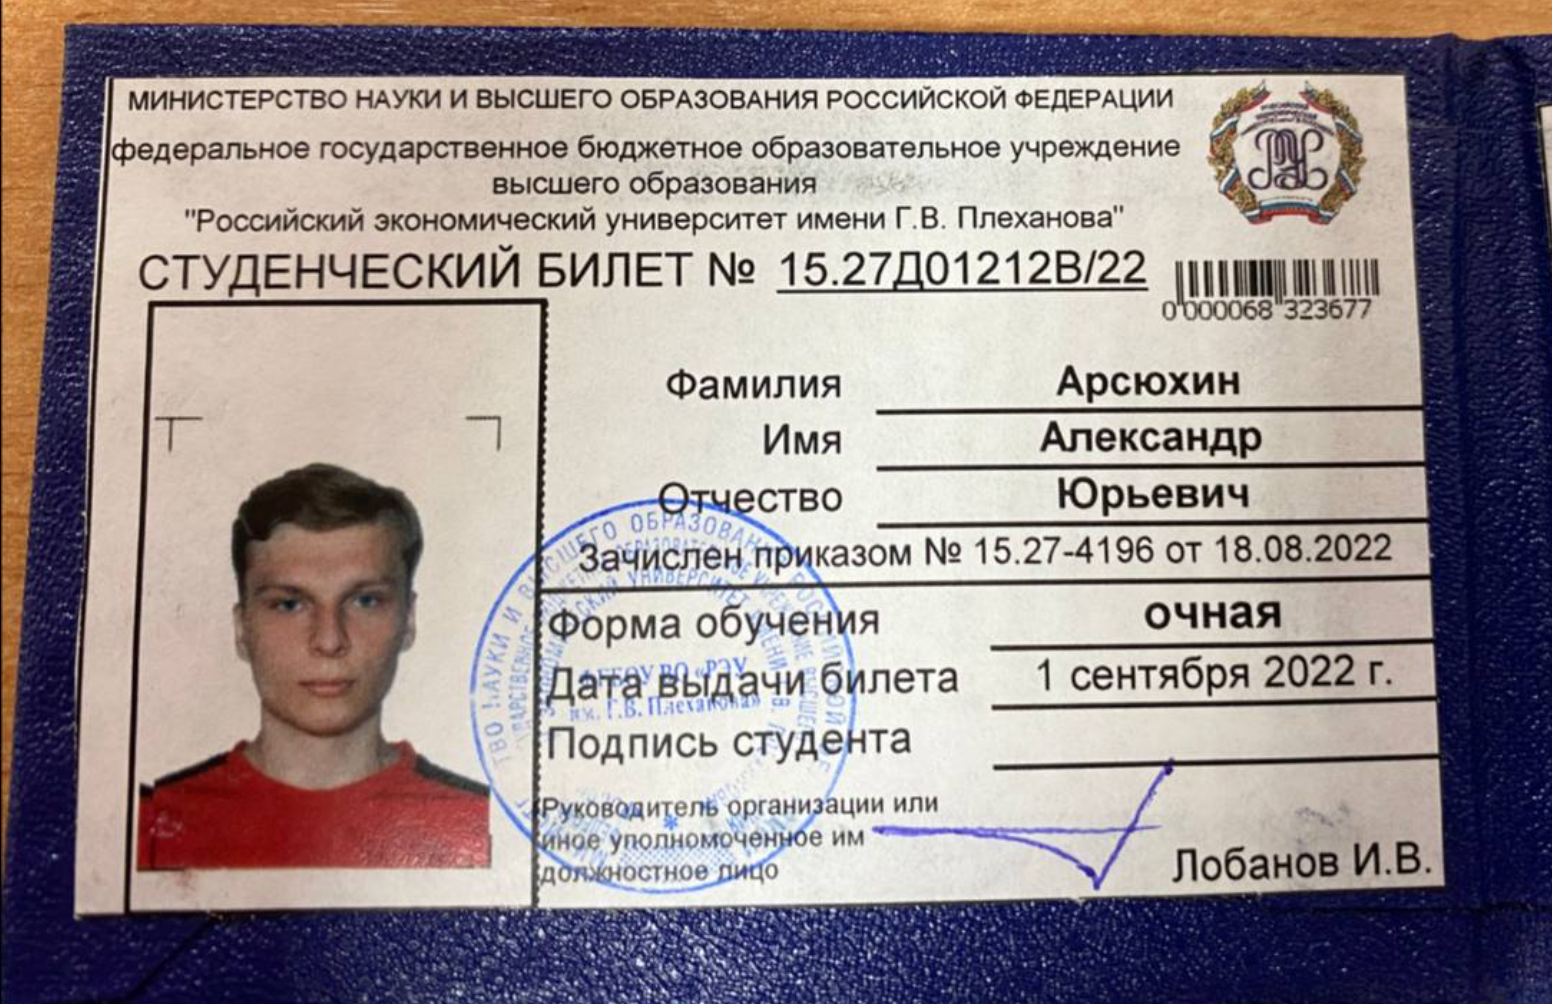 МИНИСТЕРСТВО НАУКИ И ВЫСШЕГО ОБРАЗОВАНИЯ РОССИЙСКОЙ ФЕДЕРАЦИИ
федеральное государственное бюджетное образовательное учреждение
высшего образования
"Российский экономический университет имени Г.В. Плеханова"
СТУДЕНЧЕСКИЙ БИЛЕТ № 15.27Д01212В/22
0 000068 323677
Фамилия Арсюхин
Имя Александр
Отчество Юрьевич
Зачислен приказом № 15.27-4196 от 18.08.2022
Форма обучения очная
Дата выдачи билета 1 сентября 2022 г.
Подпись студента
Руководитель организации или
иное уполномоченное им
должностное лицо
Лобанов И.В.
ФГБОУ ВО «РЭУ
им. Г.В. Плеханова»